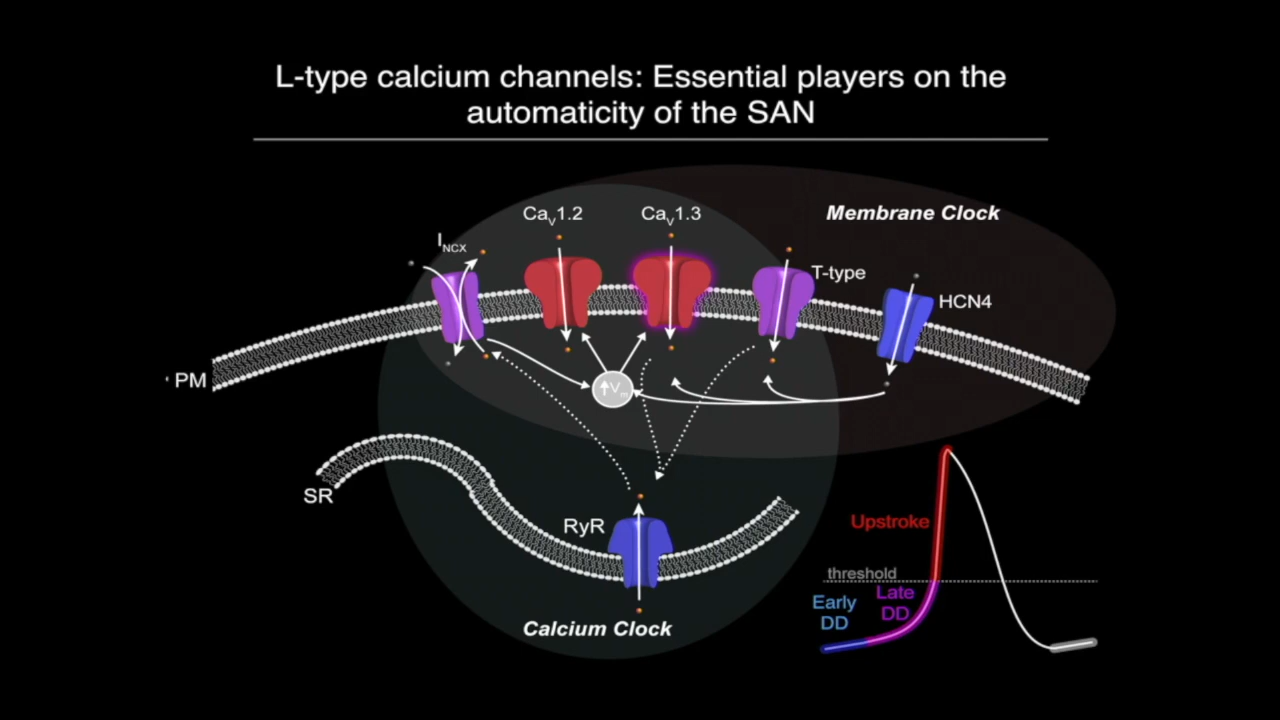 L-type calcium channels: Essential players on the
automaticity of the SAN
Membrane Clock
CaV1.2
CaV1.3
INCX
T-type
HCN4
PM
↑Vm
SR
RyR
Calcium Clock
Upstroke
threshold
Early
DD
Late
DD